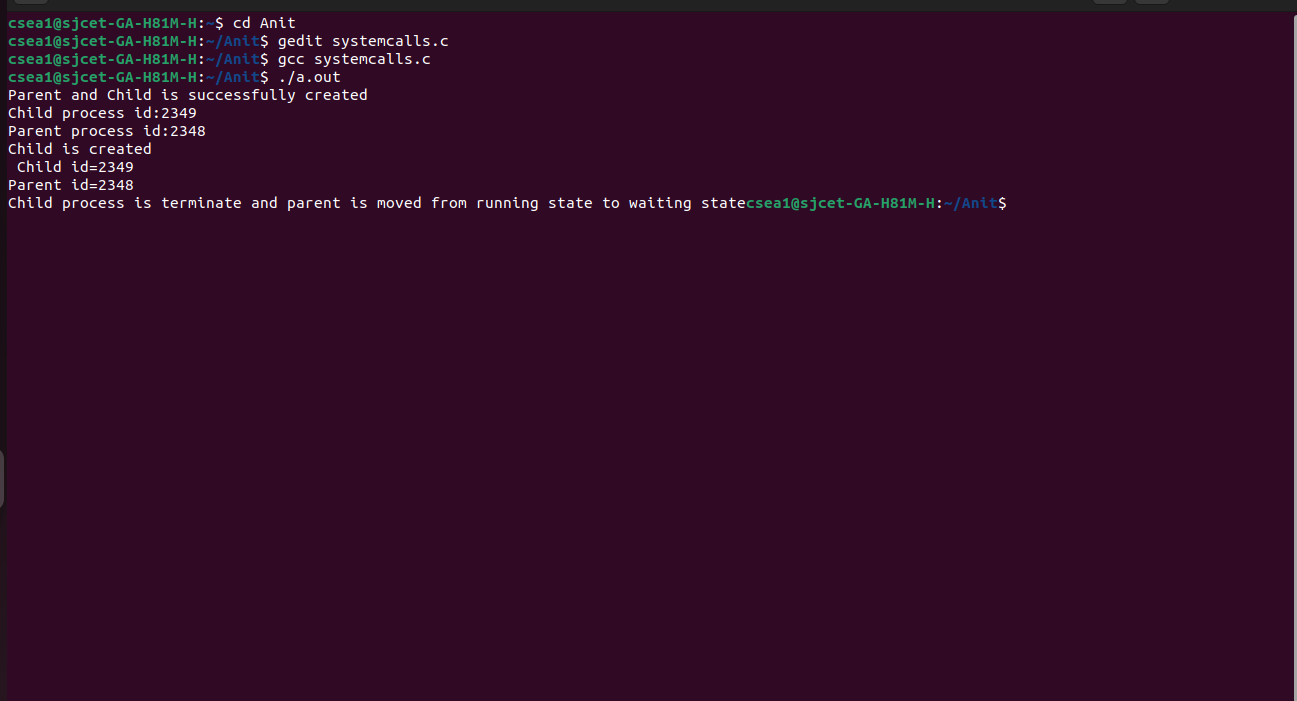 csea1@sjcet-GA-H81M-H:~$ cd Anit
csea1@sjcet-GA-H81M-H:~/Anit$ gedit systemcalls.c
csea1@sjcet-GA-H81M-H:~/Anit$ gcc systemcalls.c
csea1@sjcet-GA-H81M-H:~/Anit$ ./a.out
Parent and Child is successfully created
Child process id:2349
Parent process id:2348
Child is created
 Child id=2349
Parent id=2348
Child process is terminate and parent is moved from running state to waiting statecsea1@sjcet-GA-H81M-H:~/Anit$